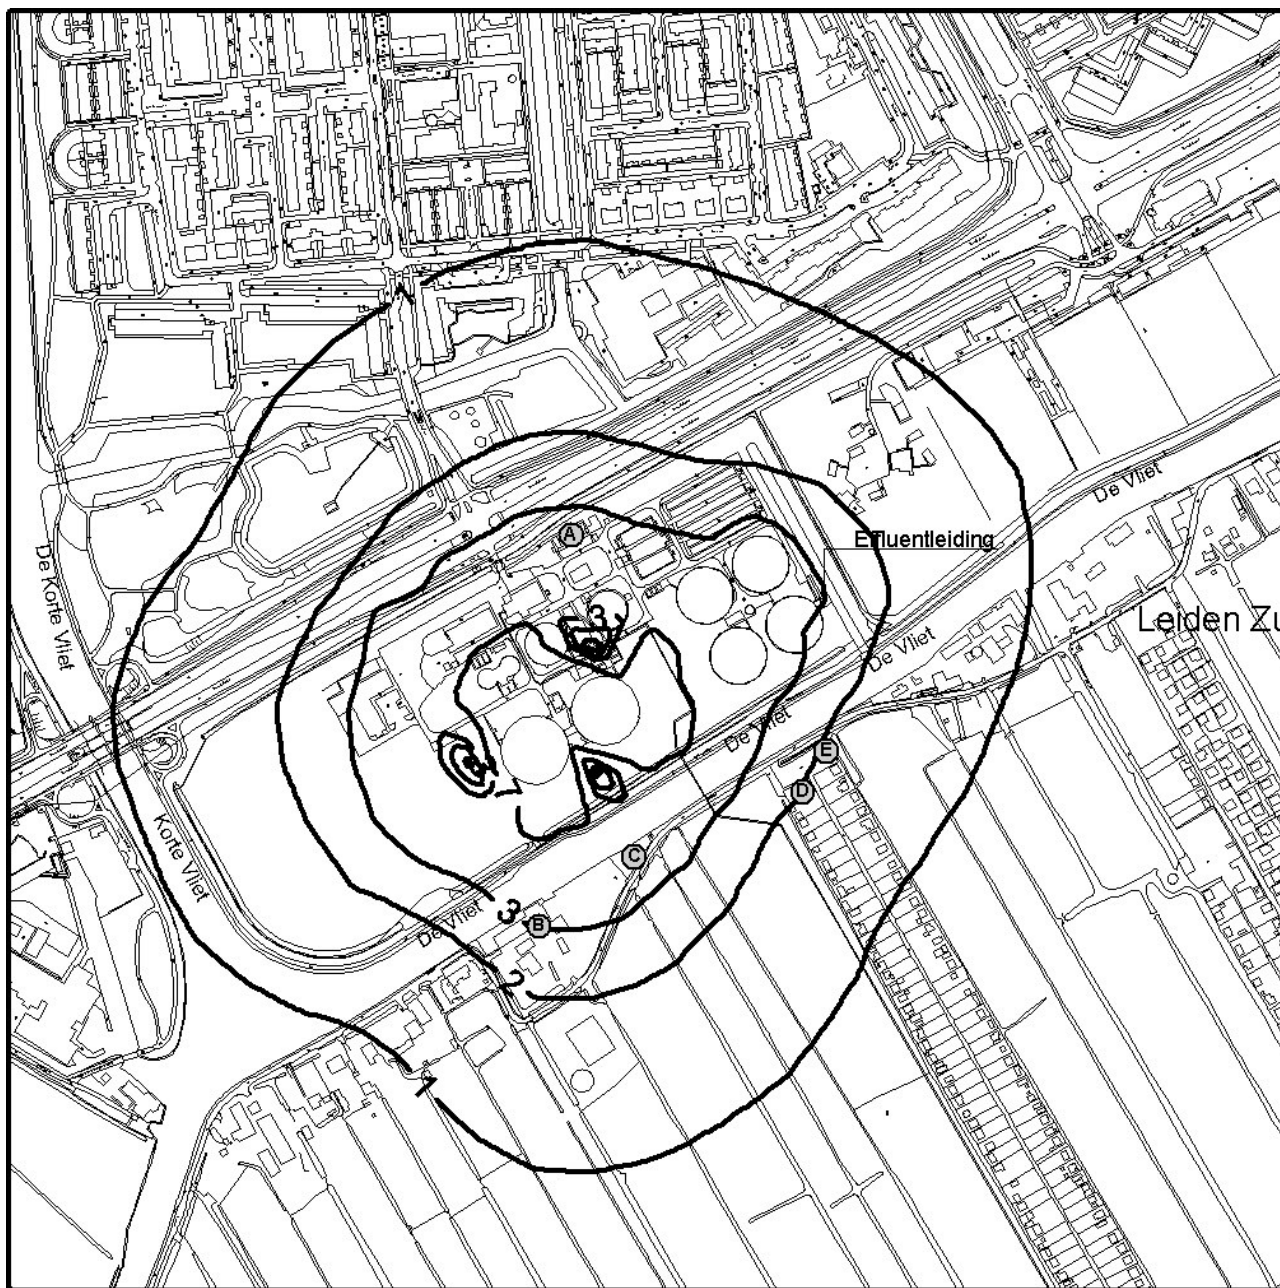 A
Effluentleiding
De Vliet
De Korte Vliet
3
Leiden Zu
De Vliet
De Vliet
7
E
D
Korte Vliet
C
De Vliet
3
B
2
1